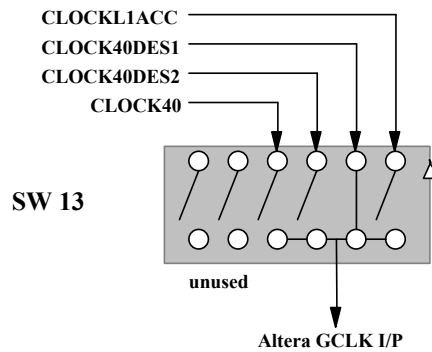 CLOCKL1ACC
CLOCK40DES1
CLOCK40DES2
CLOCK40
SW 13
unused
Altera GCLK I/P